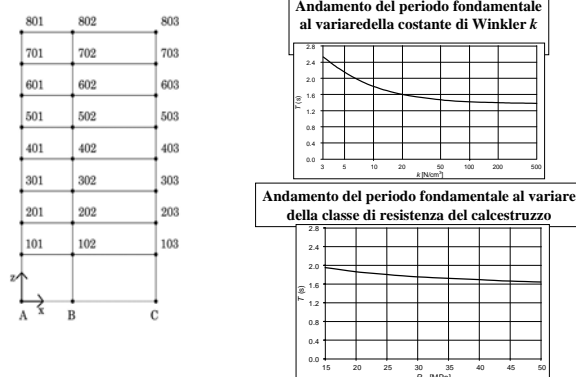 801 802 803
701 702 703
601 602 603
501 502 503
401 402 403
301 302 303
201 202 203
101 102 103
z
x
A B C
Andamento del periodo fondamentale
al variaredella costante di Winkler k
2.8
2.4
2.0
1.6
1.2
0.8
0.4
0.0
T (s)
3 5 10 20 50 100 200 500
k [N/cm³]
Andamento del periodo fondamentale al variare
della classe di resistenza del calcestruzzo
2.8
2.4
2.0
1.6
1.2
0.8
0.4
0.0
T (s)
15 20 25 30 35 40 45 50
[MPa]